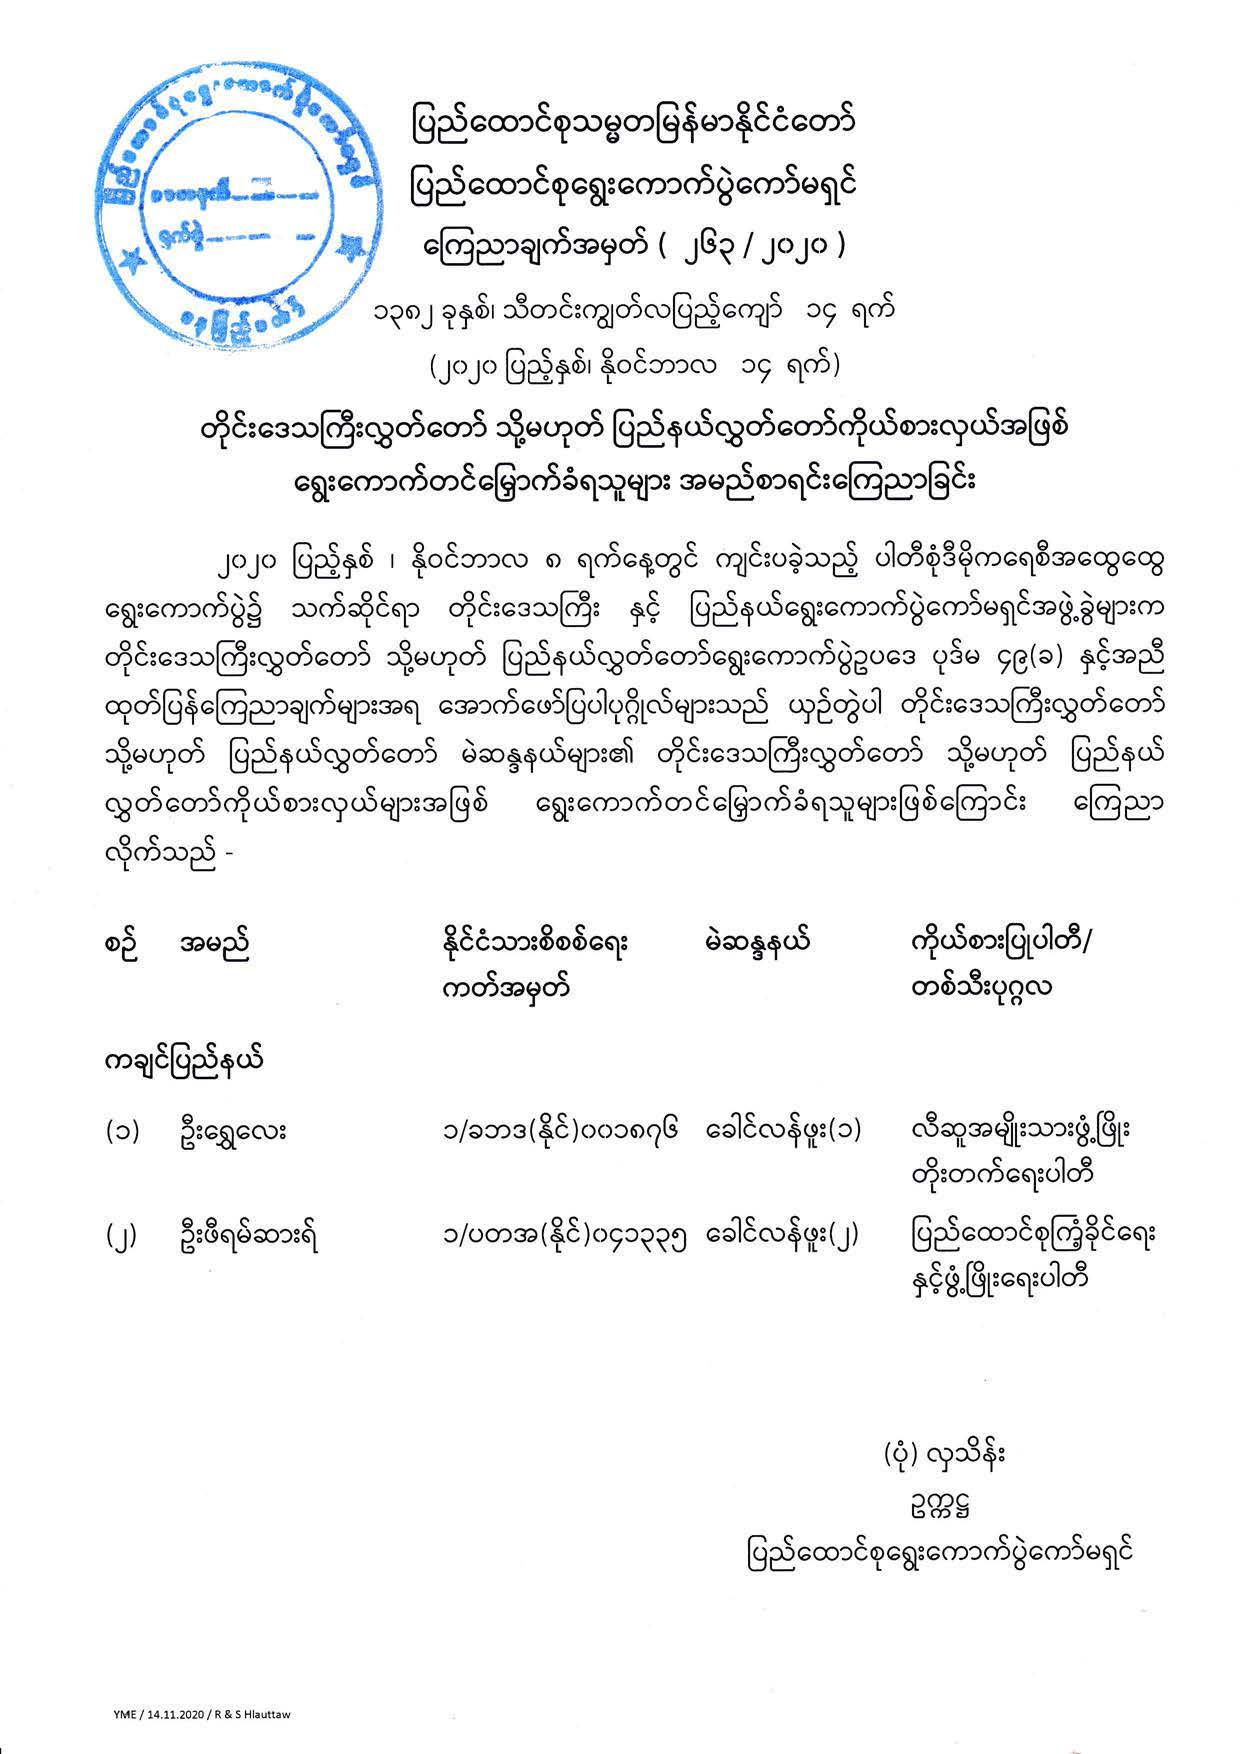 ပြည်ထောင်စုသမ္မတမြန်မာနိုင်ငံတော်
ပြည်ထောင်စုရွေးကောက်ပွဲကော်မရှင်
ကြေညာချက်အမှတ် ( ၂၆၃ / ၂၀၂၀ )
၁၃၈၂ ခုနှစ်၊ သီတင်းကျွတ်လပြည့်ကျော် ၁၄ ရက်
(၂၀၂၀ ပြည့်နှစ်၊ နိုဝင်ဘာလ ၁၄ ရက်)
တိုင်းဒေသကြီးလွှတ်တော် သို့မဟုတ် ပြည်နယ်လွှတ်တော်ကိုယ်စားလှယ်အဖြစ်
ရွေးကောက်တင်မြှောက်ခံရသူများ အမည်စာရင်းကြေညာခြင်း
၂၀၂၀ ပြည့်နှစ် ၊ နိုဝင်ဘာလ ၈ ရက်နေ့တွင် ကျင်းပခဲ့သည့် ပါတီစုံဒီမိုကရေစီအထွေထွေ
ရွေးကောက်ပွဲ၌ သက်ဆိုင်ရာ တိုင်းဒေသကြီး နှင့် ပြည်နယ်ရွေးကောက်ပွဲကော်မရှင်အဖွဲ့ခွဲများက
တိုင်းဒေသကြီးလွှတ်တော် သို့မဟုတ် ပြည်နယ်လွှတ်တော်ရွေးကောက်ပွဲဥပဒေ ပုဒ်မ ၄၉(ခ) နှင့်အညီ
ထုတ်ပြန်ကြေညာချက်များအရ အောက်ဖော်ပြပါပုဂ္ဂိုလ်များသည် ယှဉ်တွဲပါ တိုင်းဒေသကြီးလွှတ်တော်
သို့မဟုတ် ပြည်နယ်လွှတ်တော် မဲဆန္ဒနယ်များ၏ တိုင်းဒေသကြီးလွှတ်တော် သို့မဟုတ် ပြည်နယ်
လွှတ်တော်ကိုယ်စားလှယ်များအဖြစ် ရွေးကောက်တင်မြှောက်ခံရသူများဖြစ်ကြောင်း ကြေညာ
လိုက်သည် -
စဉ် အမည် နိုင်ငံသားစိစစ်ရေး မဲဆန္ဒနယ် ကိုယ်စားပြုပါတီ/
ကတ်အမှတ် တစ်သီးပုဂ္ဂလ
ကချင်ပြည်နယ်
(၁) ဦးရွှေလေး ၁/ခဘဒ(နိုင်)၀၀၁၈၇၆ ခေါင်လန်ဖူး(၁) လီဆူအမျိုးသားဖွံ့ဖြိုး
တိုးတက်ရေးပါတီ
(၂) ဦးဖီရမ်ဆားရ် ၁/ပတအ(နိုင်)၀၄၁၃၃၅ ခေါင်လန်ဖူး(၂) ပြည်ထောင်စုကြံ့ခိုင်ရေး
နှင့်ဖွံ့ဖြိုးရေးပါတီ
(ပုံ) လှသိန်း
ဥက္ကဋ္ဌ
ပြည်ထောင်စုရွေးကောက်ပွဲကော်မရှင်
YME / 14.11.2020 / R & S Hlauttaw